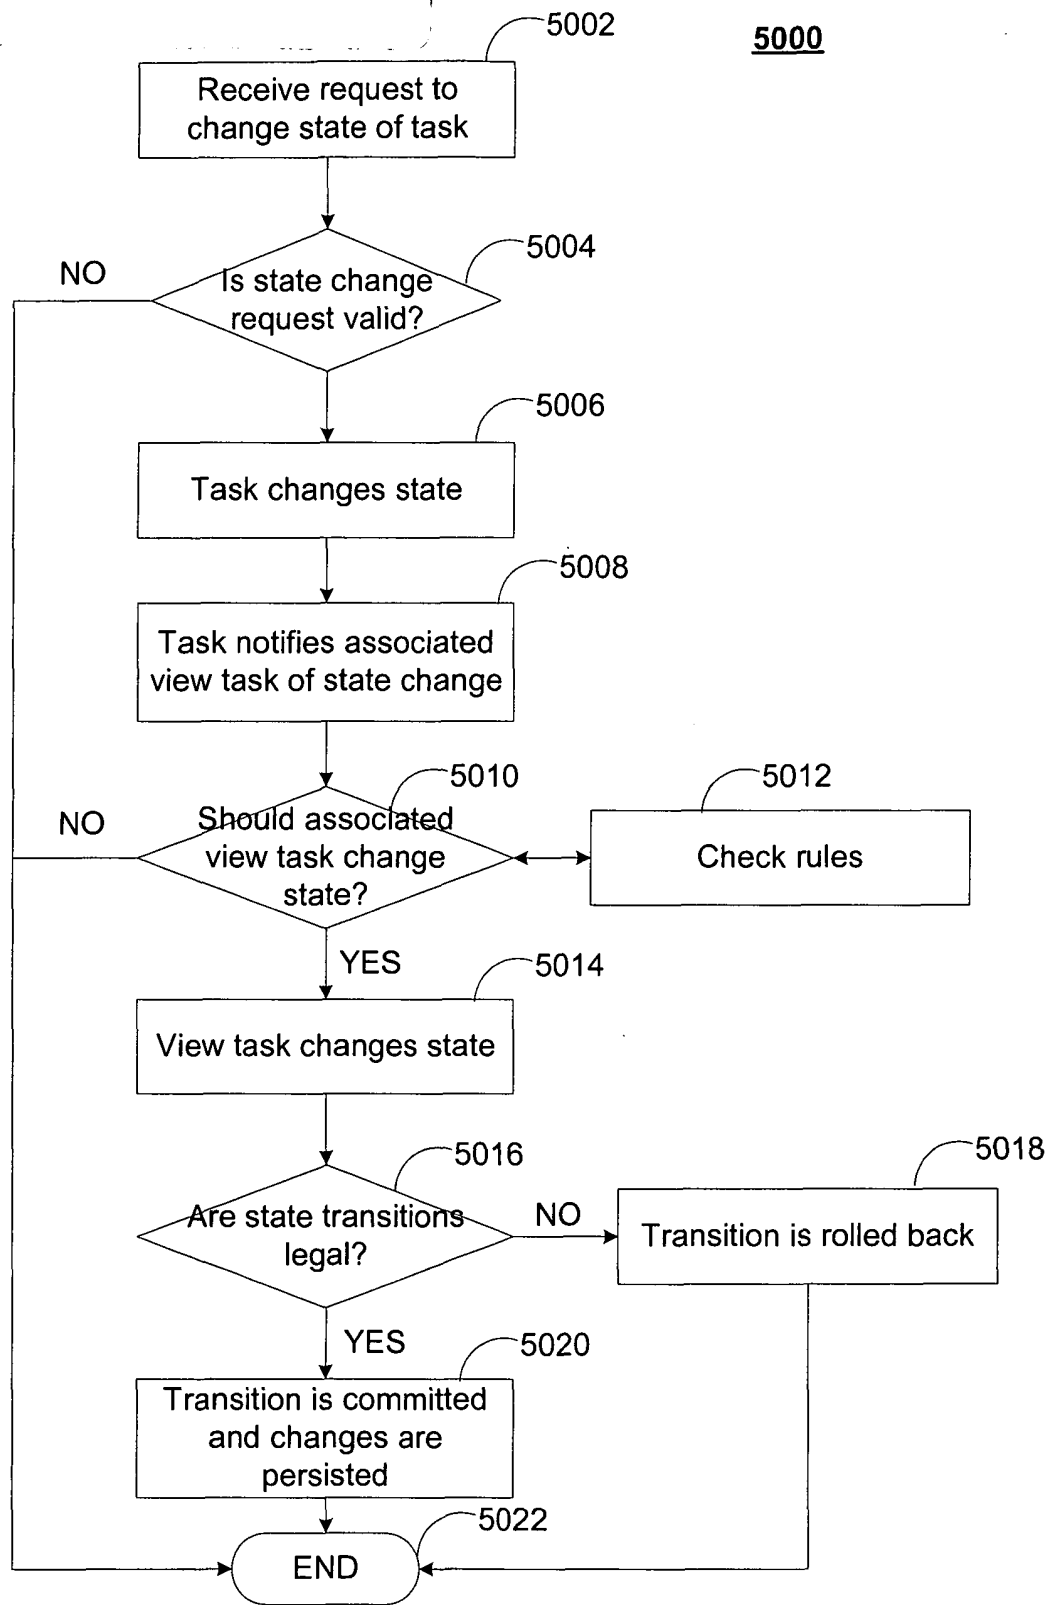 5002
5000
Receive request to
change state of task
5004
NO
Is state change
request valid?
5006
Task changes state
5008
Task notifies associated
view task of state change
5010
5012
NO
Should associated
view task change
state?
Check rules
YES
5014
View task changes state
5016
5018
Are state transitions
legal?
NO
Transition is rolled back
YES
5020
Transition is committed
and changes are
persisted
5022
END